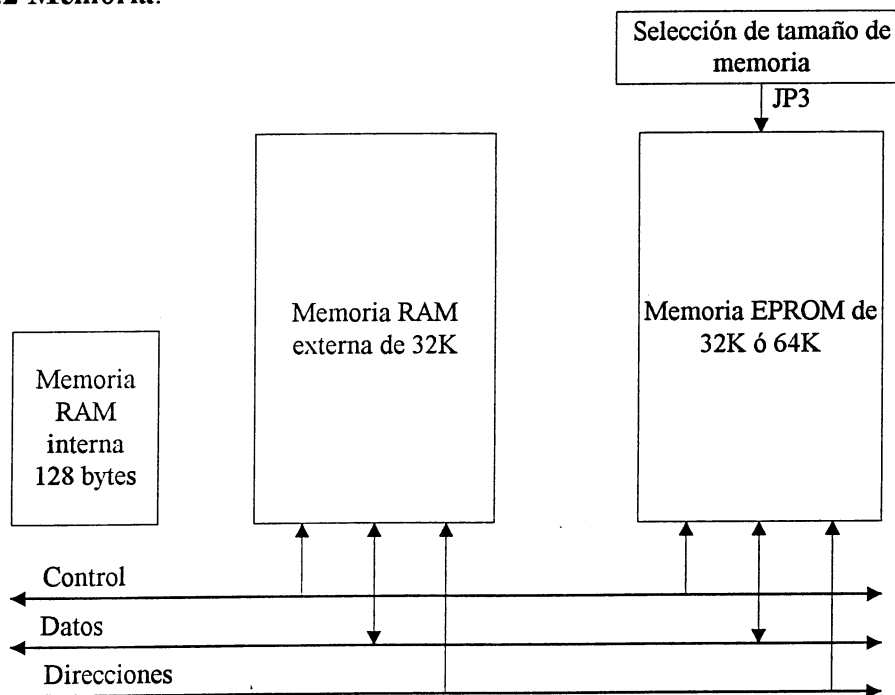 2 Memoria.
Selección de tamaño de
memoria
JP3
Memoria RAM
externa de 32K
Memoria EPROM de
32K ó 64K
Memoria
RAM
interna
128 bytes
Control
Datos
Direcciones